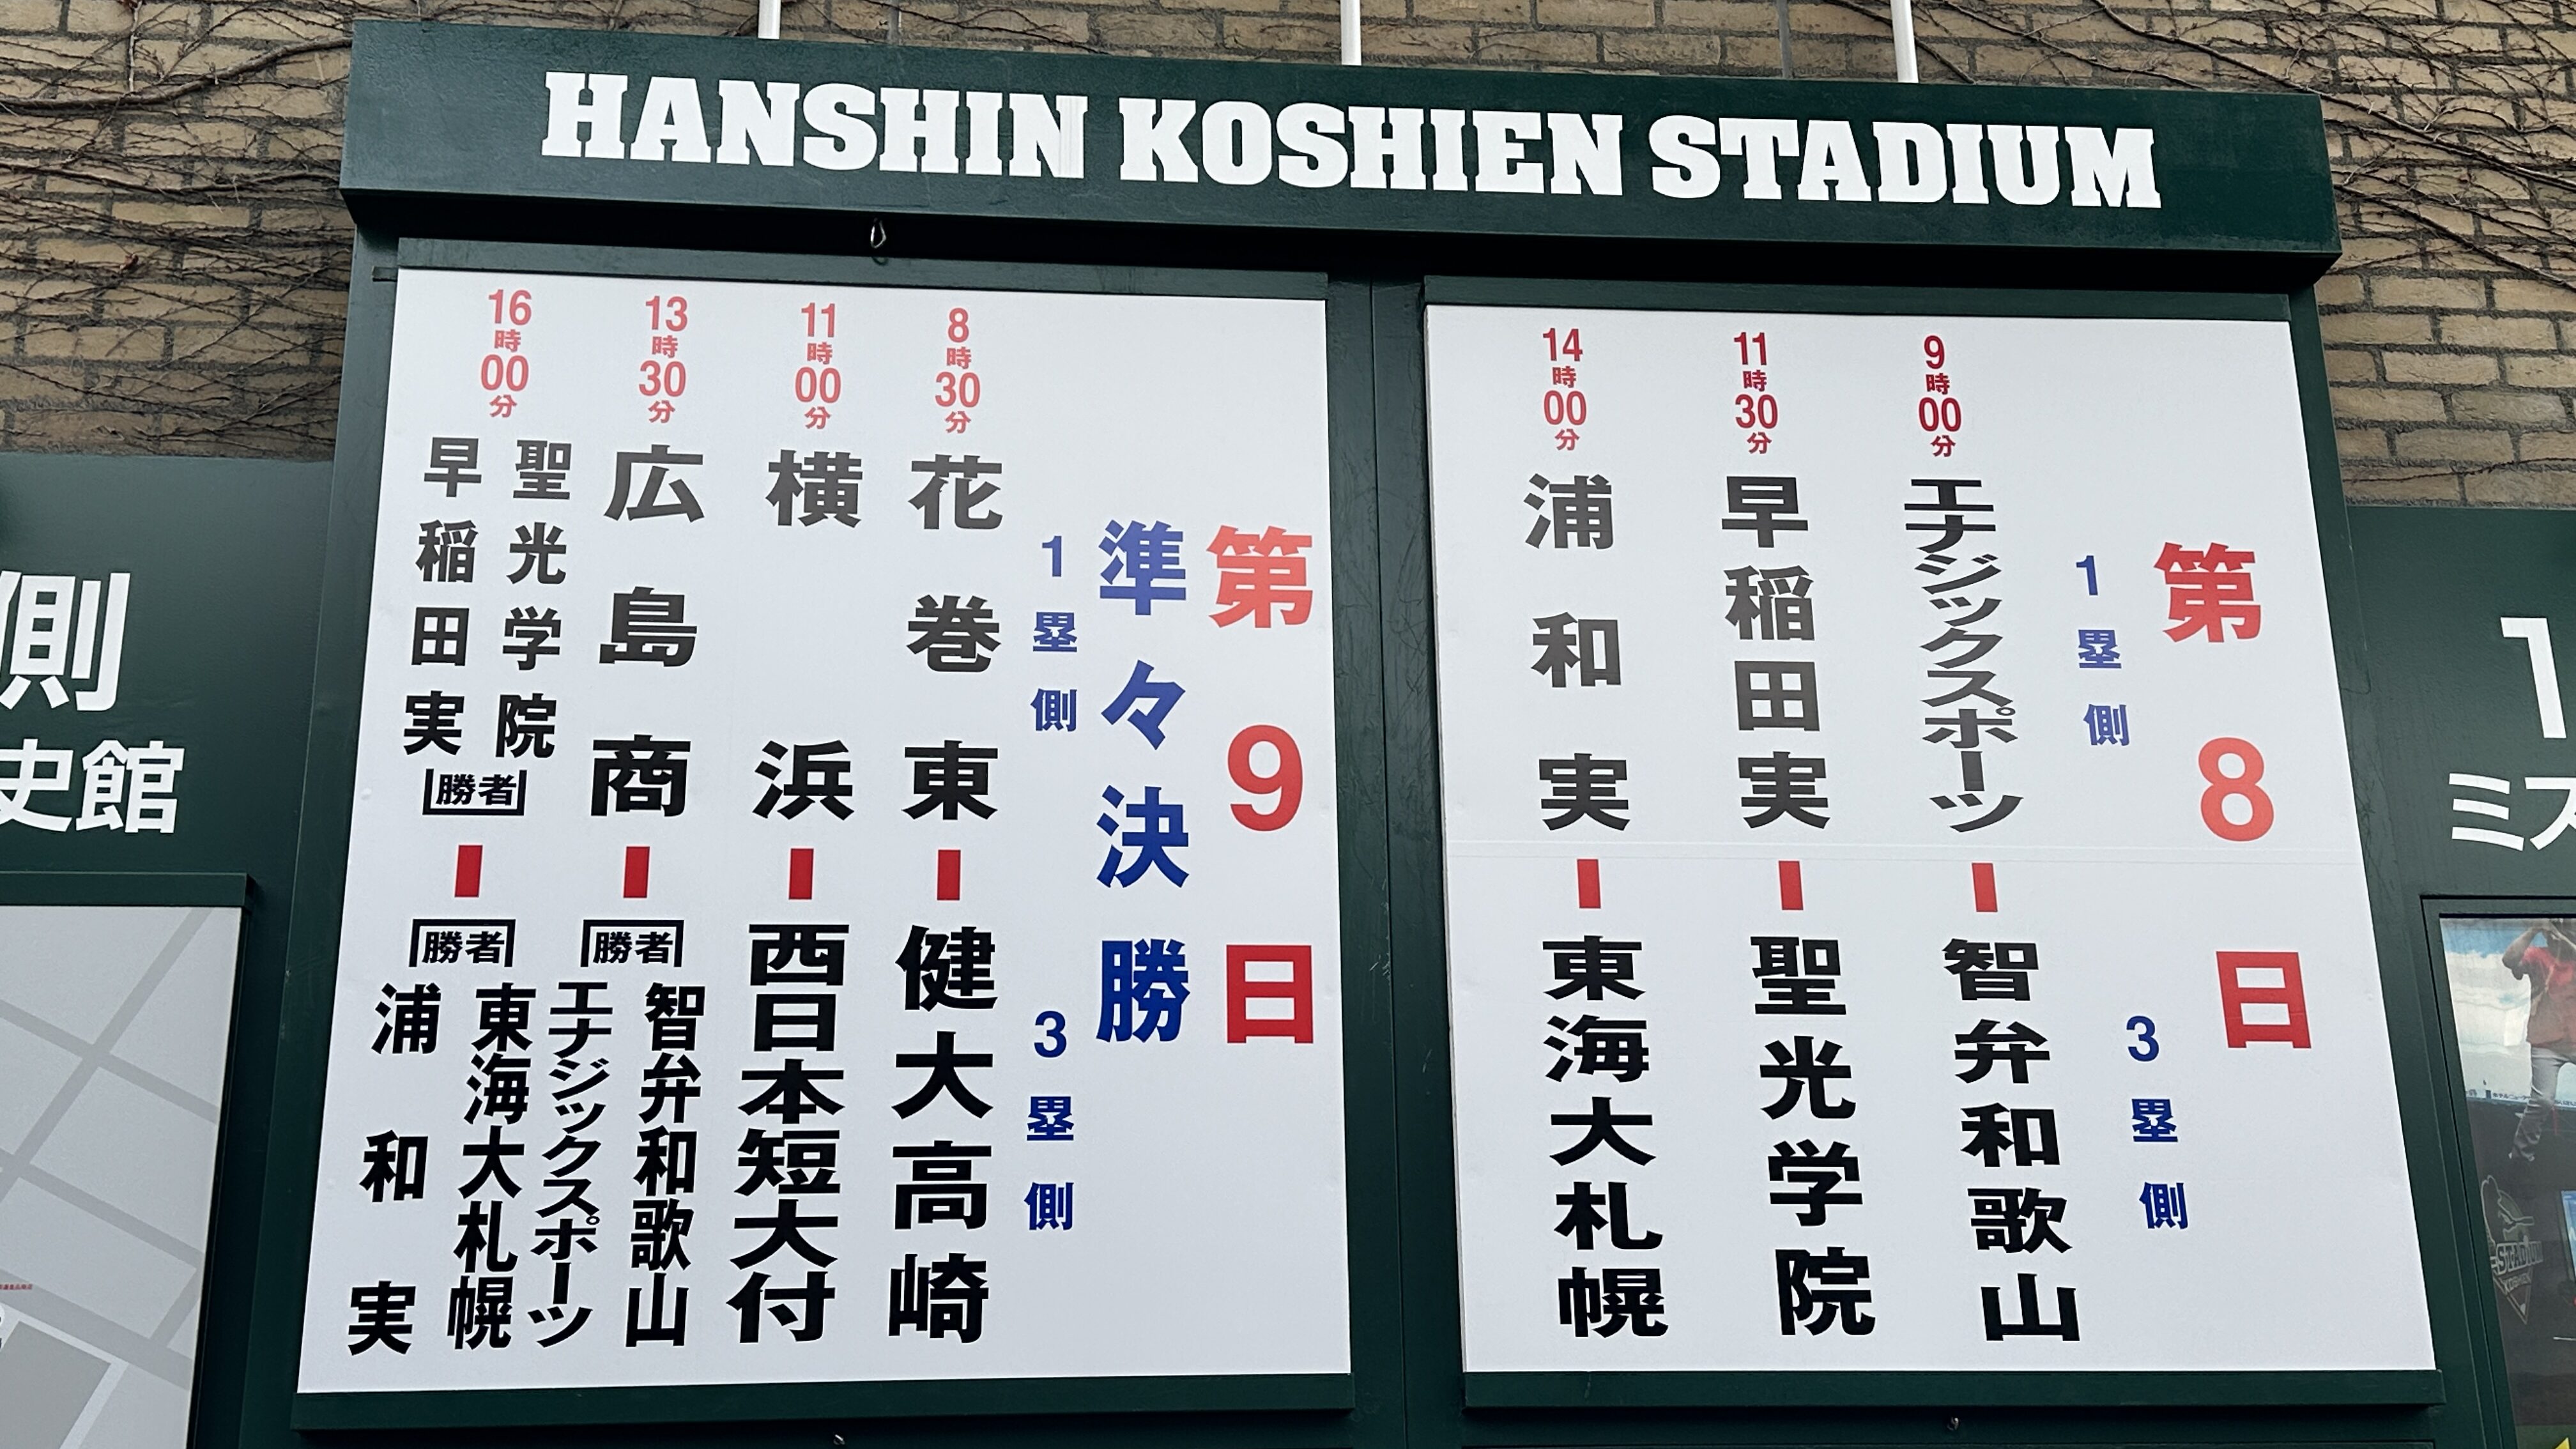 HANSHIN KOSHIEN STADIUM
第8日
1塁側
3塁側
9時00分
エナジックスポーツ
智弁和歌山
11時30分
早稲田実
聖光学院
14時00分
浦和実
東海大札幌
第9日
準々決勝
1塁側
3塁側
8時30分
花巻東
健大高崎
11時00分
横浜
西日本短大付
13時30分
広島商
勝者
智弁和歌山
エナジックスポーツ
16時00分
聖光学院
早稲田実
勝者
勝者
東海大札幌
浦和実
側
史館
1
ミス